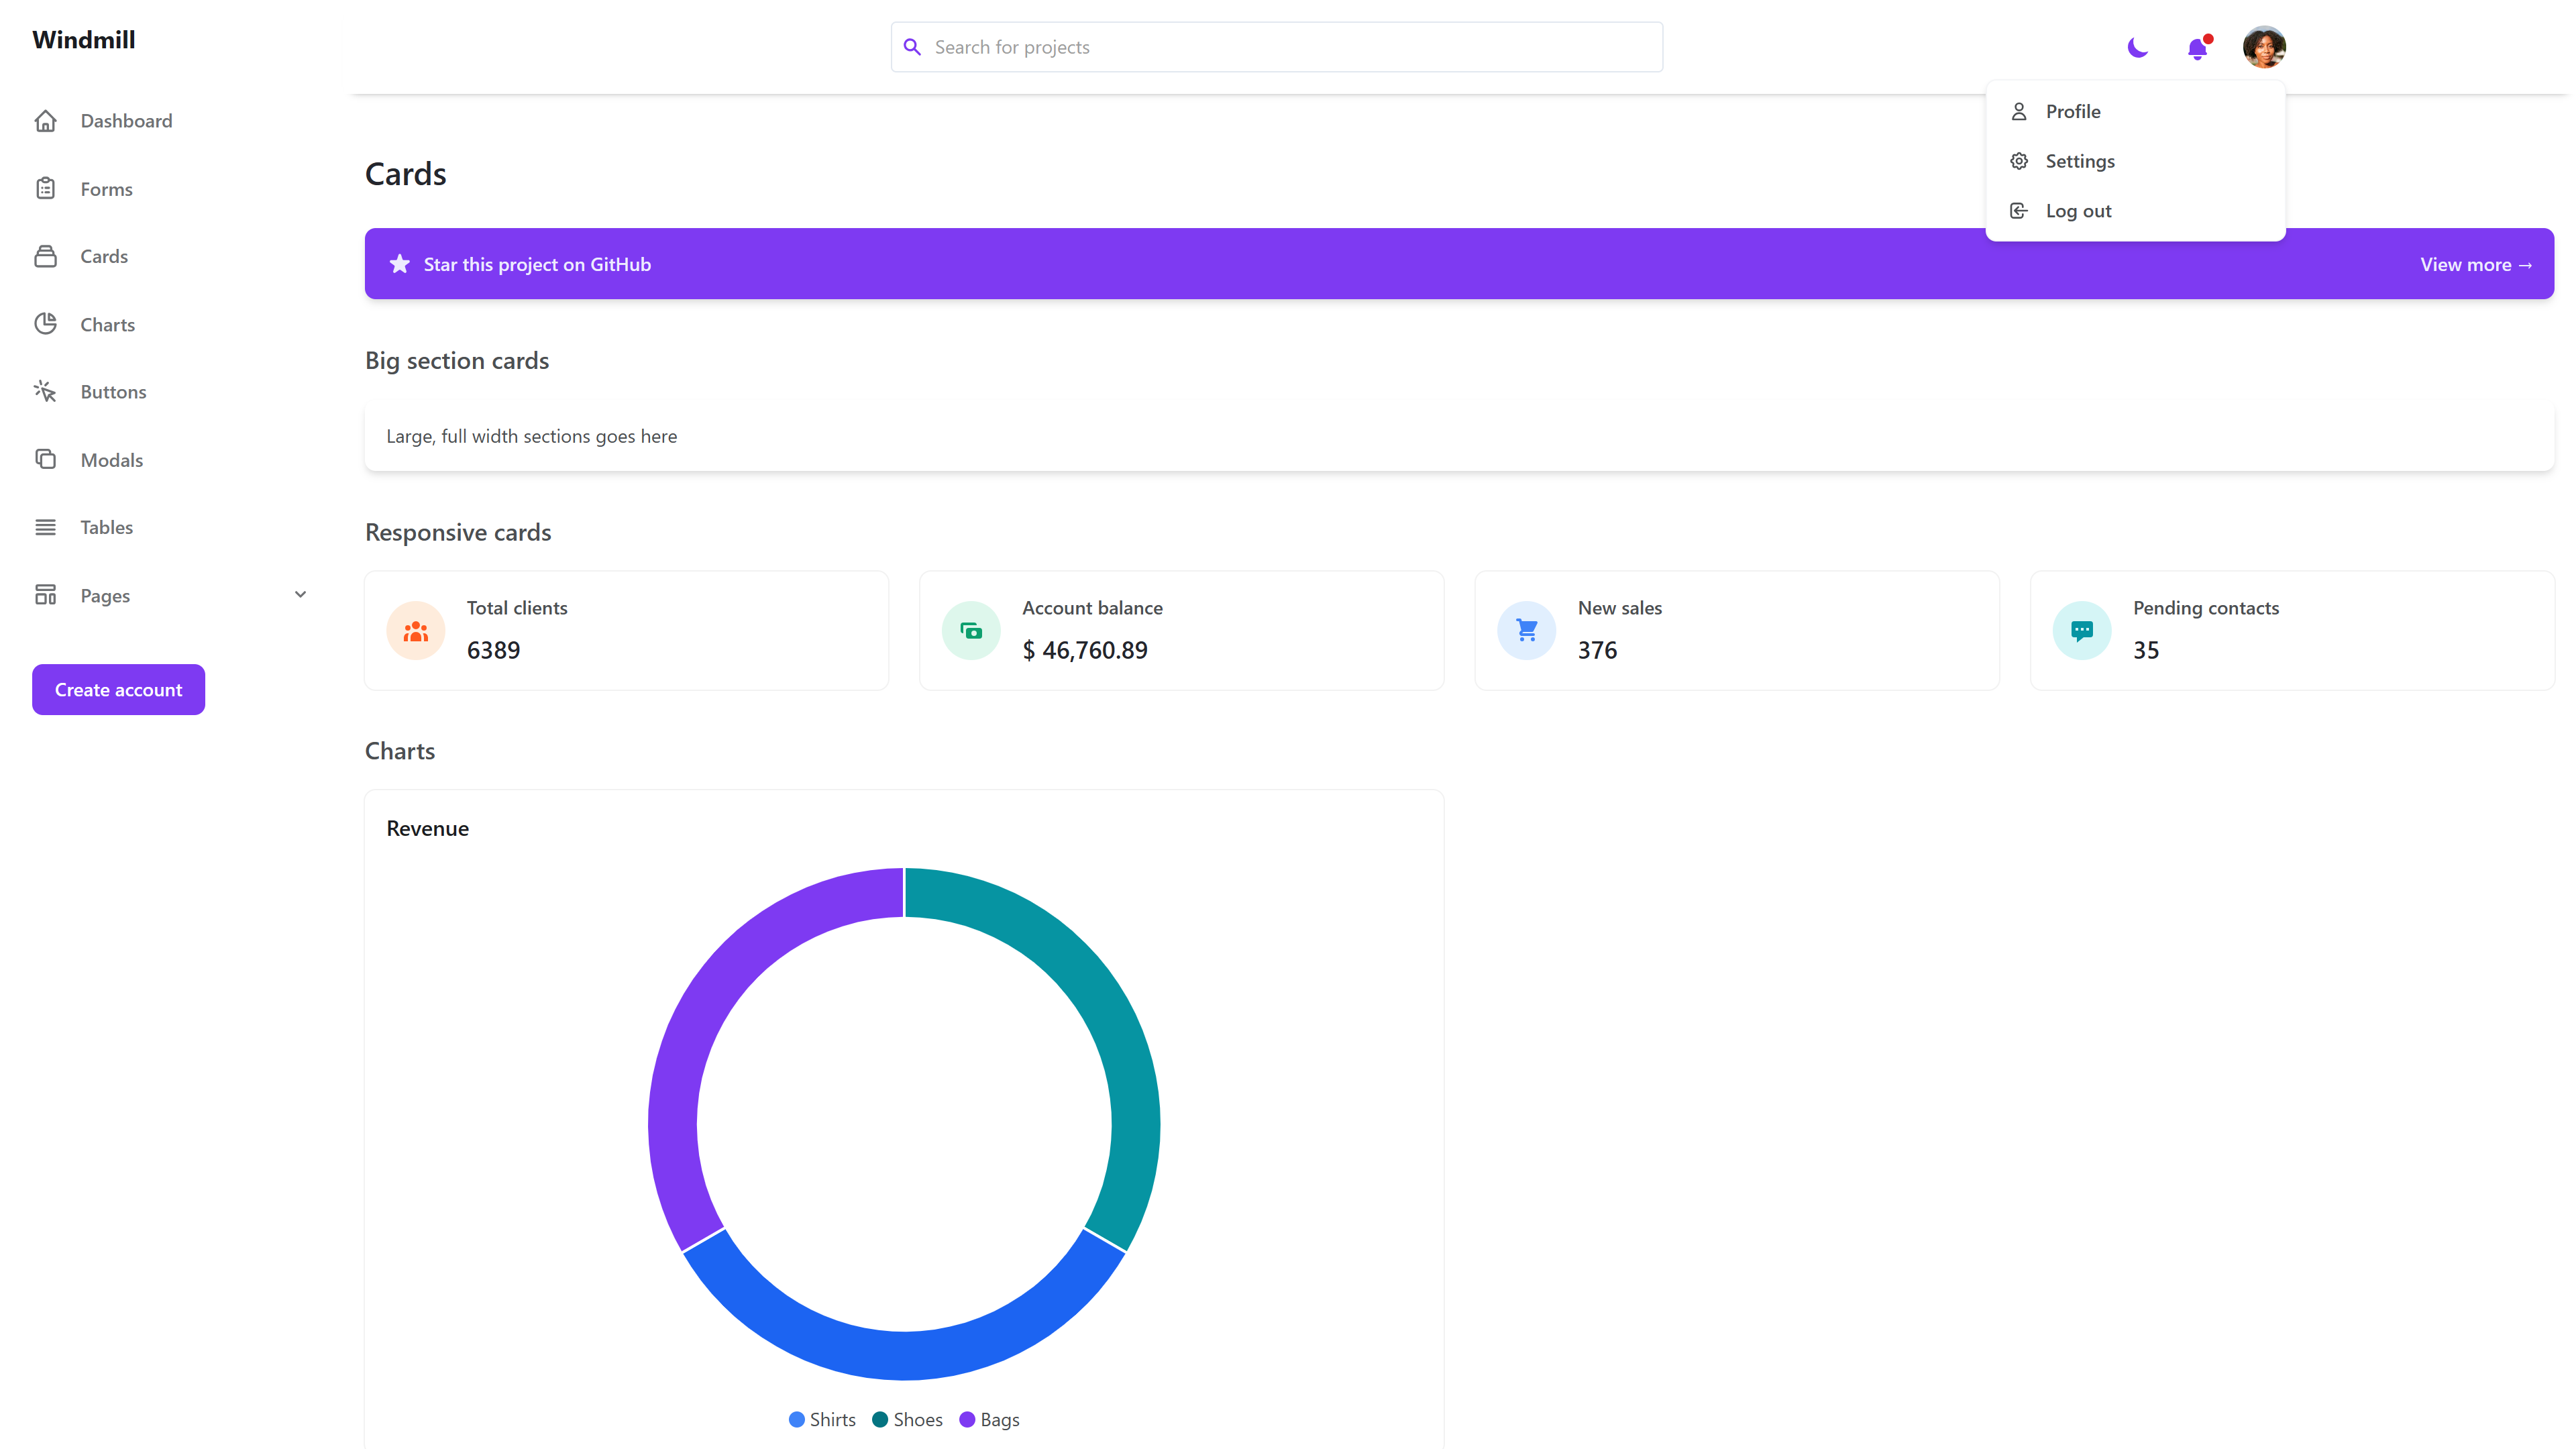 Windmill
Search for projects
Dashboard
Forms
Cards
Charts
Buttons
Modals
Tables
Pages
Create account
Profile
Settings
Log out
Cards
Star this project on GitHub
View more →
Big section cards
Large, full width sections goes here
Responsive cards
Total clients
6389
Account balance
$ 46,760.89
New sales
376
Pending contacts
35
Charts
Revenue
Shirts Shoes Bags